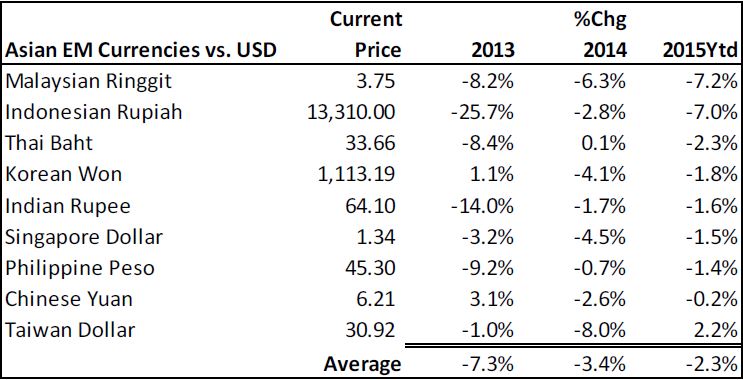 Current %Chg
Asian EM Currencies vs. USD Price 2013 2014 2015Ytd
Malaysian Ringgit 3.75 -8.2% -6.3% -7.2%
Indonesian Rupiah 13,310.00 -25.7% -2.8% -7.0%
Thai Baht 33.66 -8.4% 0.1% -2.3%
Korean Won 1,113.19 1.1% -4.1% -1.8%
Indian Rupee 64.10 -14.0% -1.7% -1.6%
Singapore Dollar 1.34 -3.2% -4.5% -1.5%
Philippine Peso 45.30 -9.2% -0.7% -1.4%
Chinese Yuan 6.21 3.1% -2.6% -0.2%
Taiwan Dollar 30.92 -1.0% -8.0% 2.2%
Average -7.3% -3.4% -2.3%